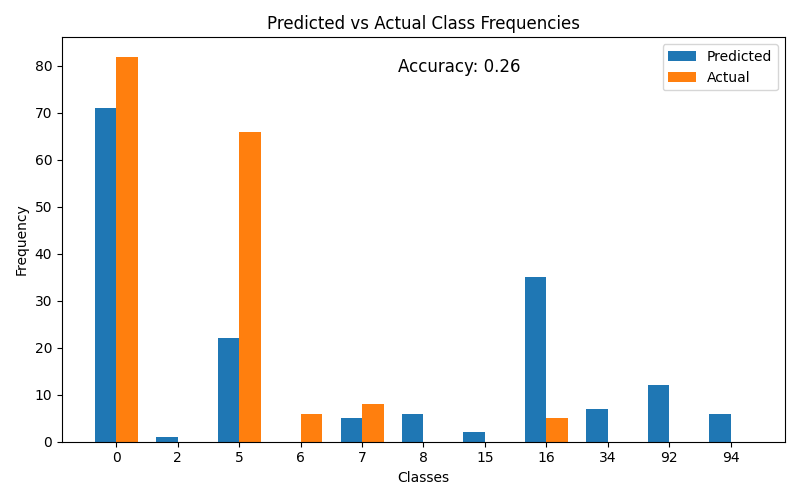 Predicted vs Actual Class Frequencies
Accuracy: 0.26
Predicted
Actual
Frequency
80
70
60
50
40
30
20
10
0
0 2 5 6 7 8 15 16 34 92 94
Classes